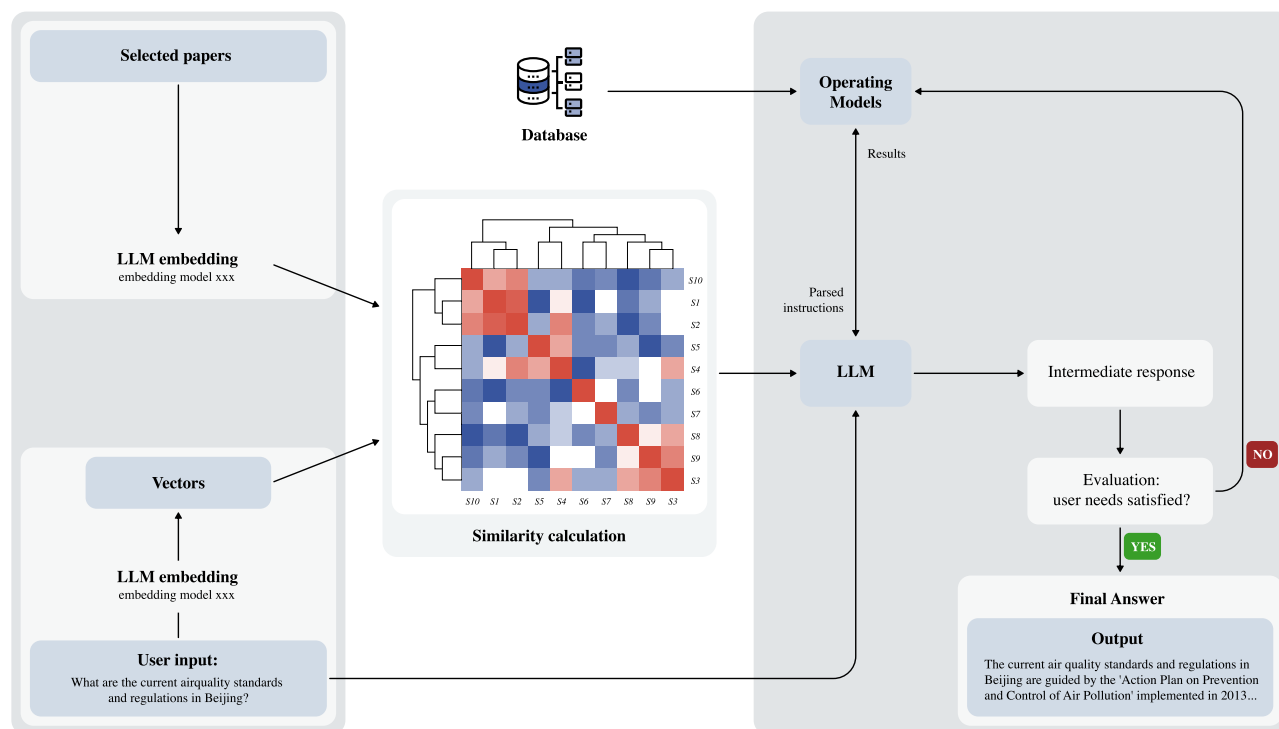 Selected papers
LLM embedding
embedding model xxx
Vectors
LLM embedding
embedding model xxx
User input:
What are the current airquality standards
and regulations in Beijing?
Database
S10
S1
S2
S5
S4
S6
S7
S8
S9
S3
S10 S1 S2 S5 S4 S6 S7 S8 S9 S3
Similarity calculation
Operating
Models
Results
Parsed
instructions
LLM
Intermediate response
Evaluation:
user needs satisfied?
NO
YES
Final Answer
Output
The current air quality standards and regulations in
Beijing are guided by the 'Action Plan on Prevention
and Control of Air Pollution' implemented in 2013...